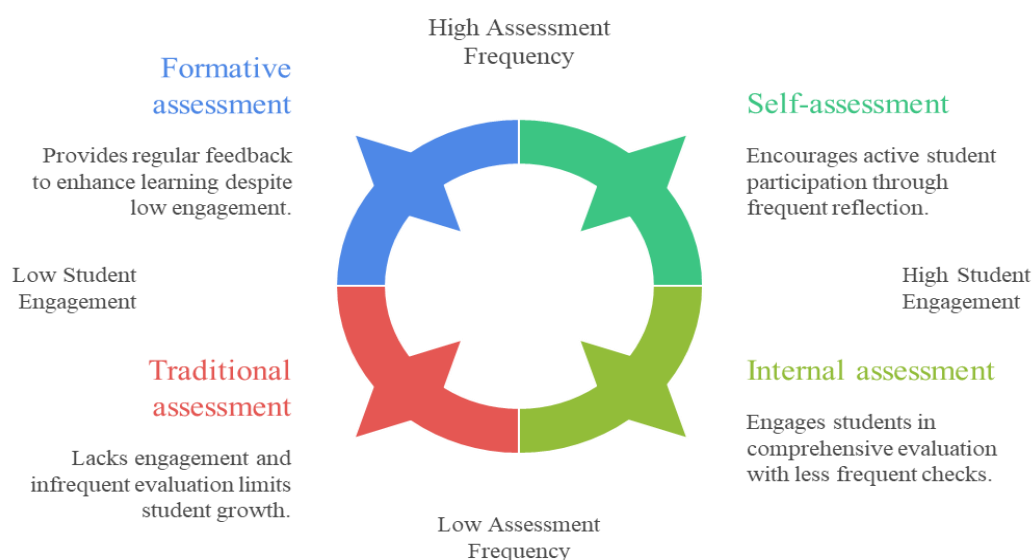 High Assessment
Frequency
Formative
assessment
Provides regular feedback
to enhance learning despite
low engagement.
Self-assessment
Encourages active student
participation through
frequent reflection.
Low Student
Engagement
High Student
Engagement
Traditional
assessment
Lacks engagement and
infrequent evaluation limits
student growth.
Internal assessment
Engages students in
comprehensive evaluation
with less frequent checks.
Low Assessment
Frequency